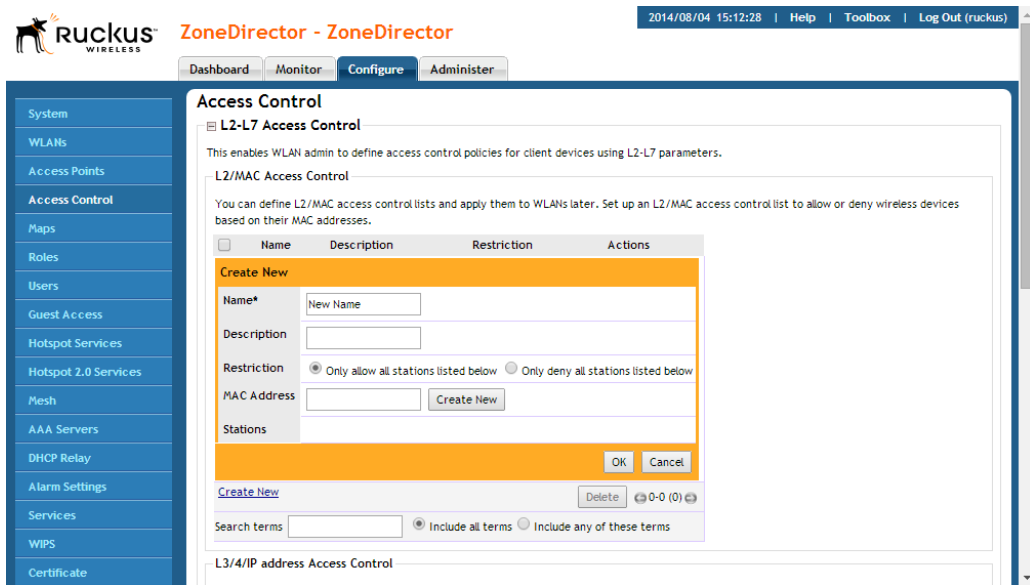 2014/08/04 15:12:28 | Help | Toolbox | Log Out (ruckus)
RUCKUS WIRELESS
ZoneDirector - ZoneDirector
Dashboard Monitor Configure Administer
System
WLANs
Access Points
Access Control
Maps
Roles
Users
Guest Access
Hotspot Services
Hotspot 2.0 Services
Mesh
AAA Servers
DHCP Relay
Alarm Settings
Services
WIPS
Certificate
Access Control
L2-L7 Access Control
This enables WLAN admin to define access control policies for client devices using L2-L7 parameters.
L2/MAC Access Control
You can define L2/MAC access control lists and apply them to WLANs later. Set up an L2/MAC access control list to allow or deny wireless devices
based on their MAC addresses.
Name Description Restriction Actions
Create New
Name* New Name
Description
Restriction Only allow all stations listed below Only deny all stations listed below
MAC Address Create New
Stations
OK Cancel
Create New Delete 0-0 (0)
Search terms Include all terms Include any of these terms
L3/4/IP address Access Control